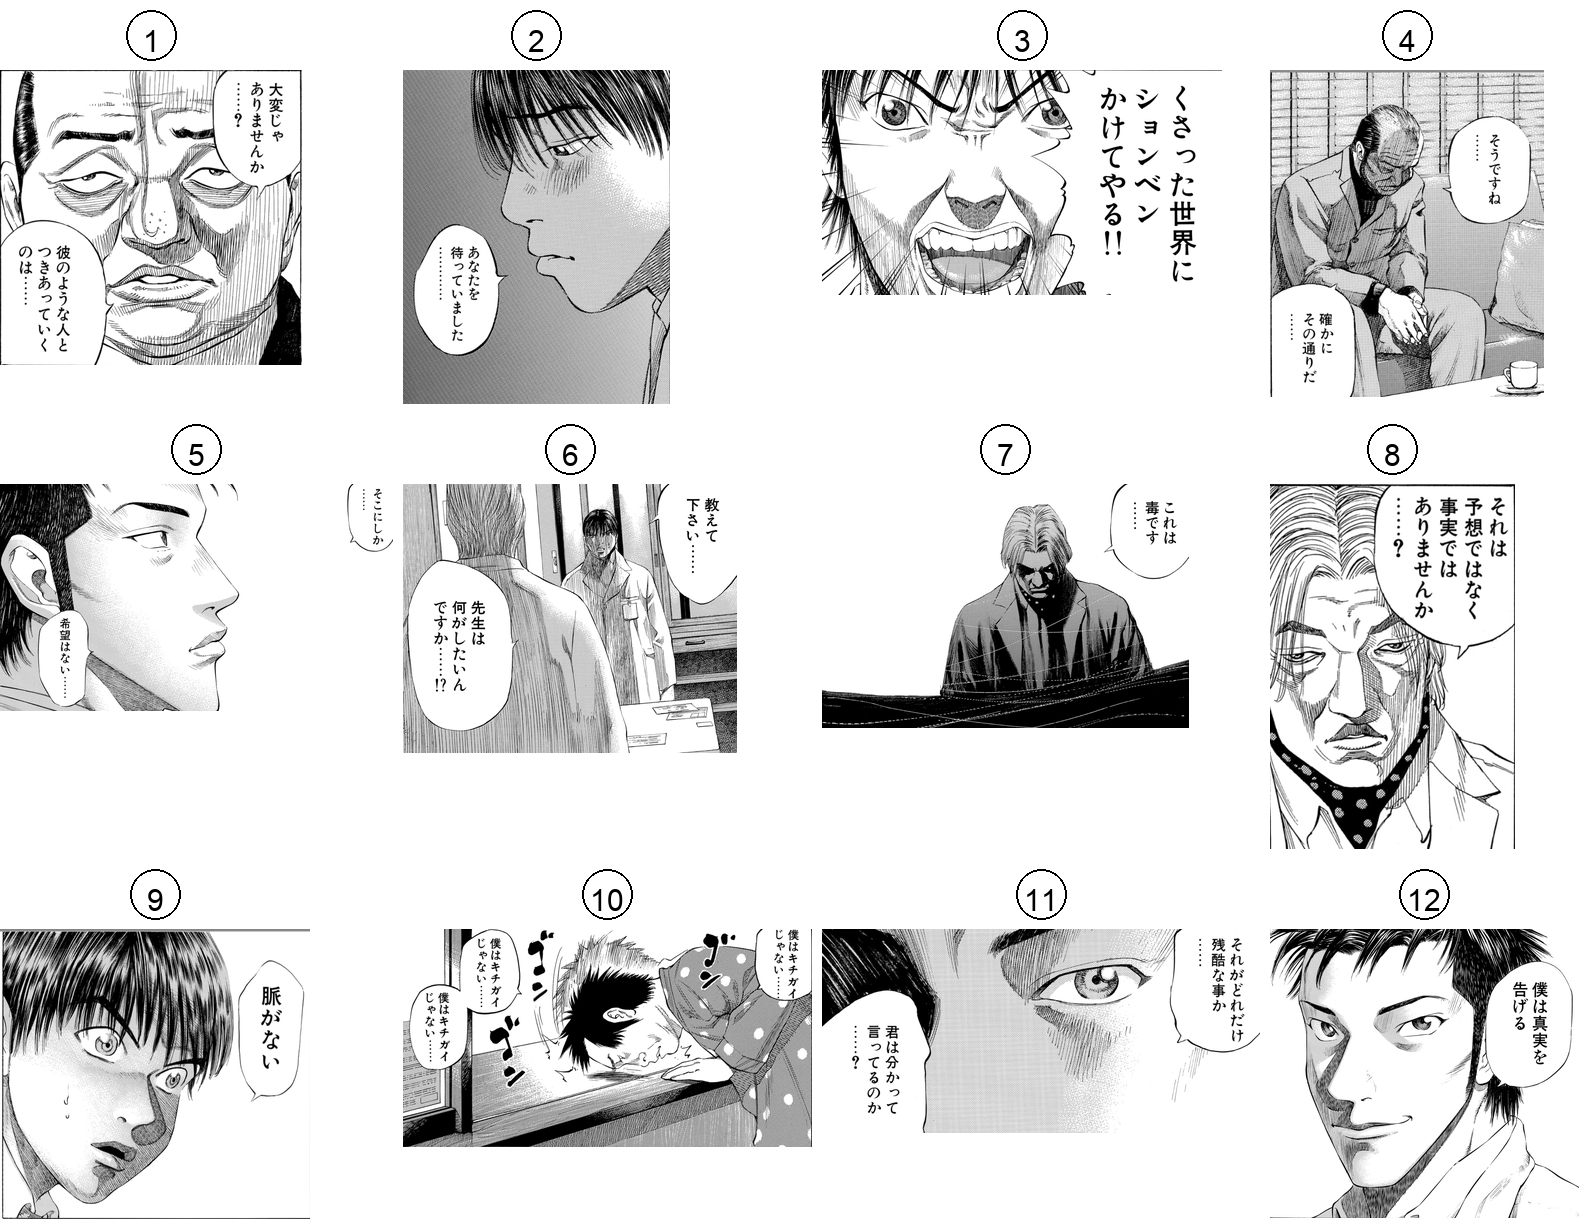 1
大変じゃ
ありませんか
……?
彼のような人と
つきあっていく
のは……
2
あなたを
待っていました
…………
3
くさった世界に
ションベン
かけてやる!!
4
そうですね
……
確かに
その通りだ
……
5
そこにしか
……
希望はない……
6
教えて
下さい……
先生は
何がしたいん
ですか……!?
7
これは
毒です
……
8
それは
予想ではなく
事実では
ありませんか
……?
9
脈がない
10
僕はキチガイ
じゃない……
ゴン
ゴン
僕はキチガイ
じゃない……
僕はキチガイ
じゃない……
ゴン
11
それがどれだけ
残酷な事か
……
君は分かって
言ってるのか
……?
12
僕は真実を
告げる